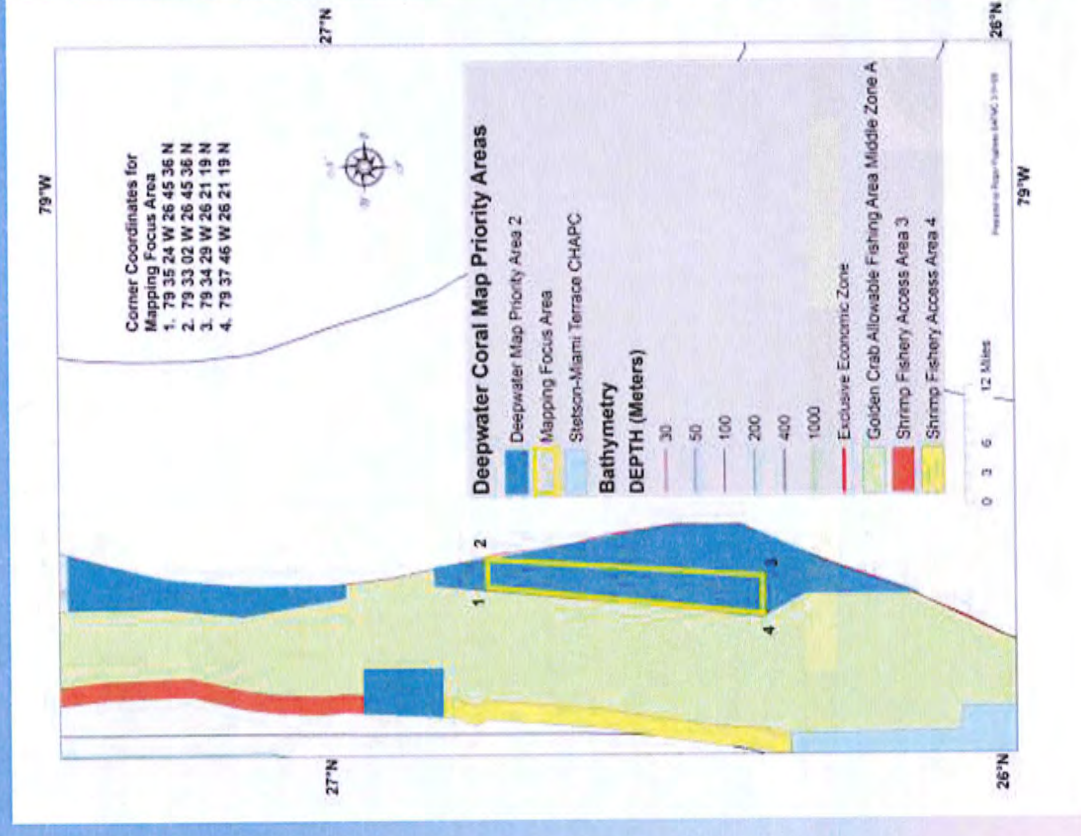 79°W
27°N
Corner Coordinates for
Mapping Focus Area
1. 79 35 24 W 26 45 36 N
2. 79 33 02 W 26 45 36 N
3. 79 34 29 W 26 21 19 N
4. 79 37 46 W 26 21 19 N
1
2
3
4
Deepwater Coral Map Priority Areas
Deepwater Map Priority Area 2
Mapping Focus Area
Stetson-Miami Terrace CHAPC
Bathymetry
DEPTH (Meters)
30
50
100
200
400
1000
Exclusive Economic Zone
Golden Crab Allowable Fishing Area Middle Zone A
Shrimp Fishery Access Area 3
Shrimp Fishery Access Area 4
0 3 6 12 Miles
27°N
26°N
26°N
79°W